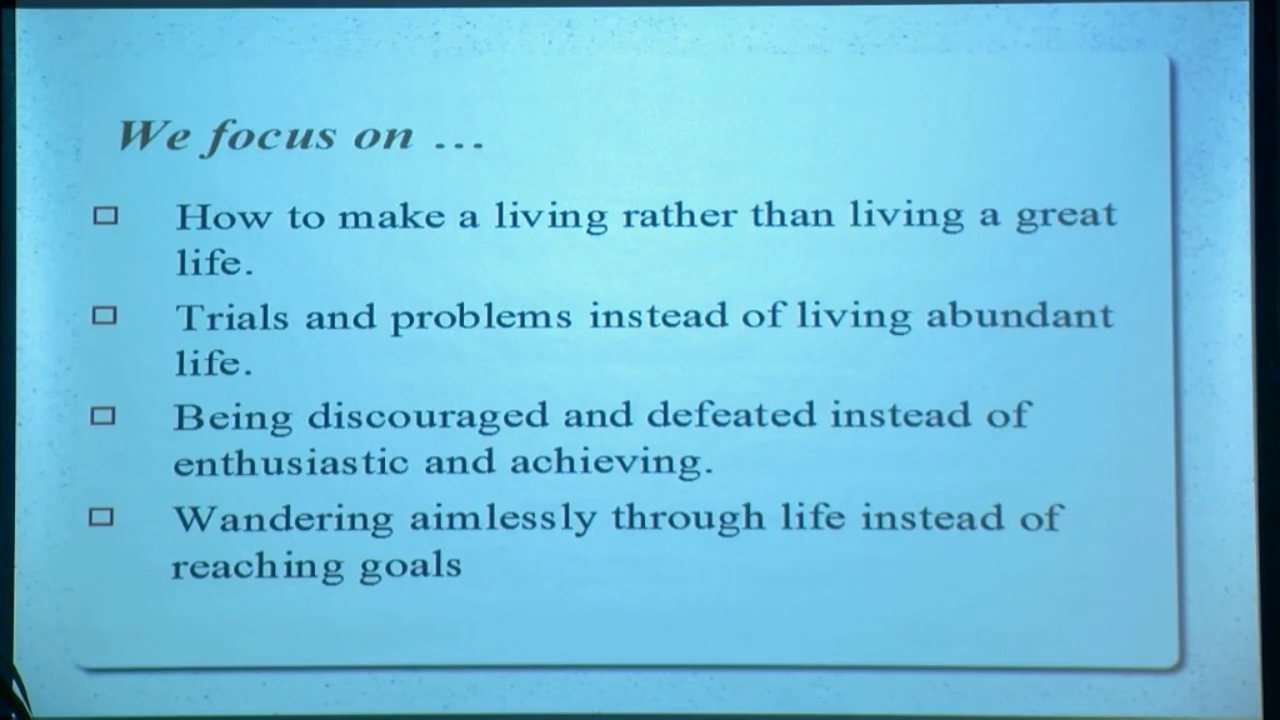 We focus on ...
How to make a living rather than living a great
life.
Trials and problems instead of living abundant
life.
Being discouraged and defeated instead of
enthusiastic and achieving.
Wandering aimlessly through life instead of
reaching goals